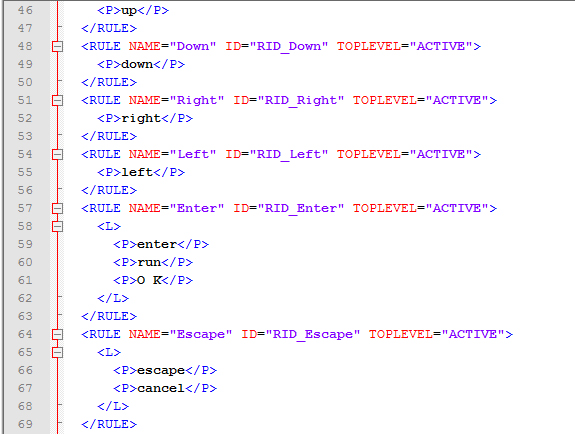 46 <P>up</P>
47 </RULE>
48 <RULE NAME="Down" ID="RID_Down" TOPLEVEL="ACTIVE">
49 <P>down</P>
50 </RULE>
51 <RULE NAME="Right" ID="RID_Right" TOPLEVEL="ACTIVE">
52 <P>right</P>
53 </RULE>
54 <RULE NAME="Left" ID="RID_Left" TOPLEVEL="ACTIVE">
55 <P>left</P>
56 </RULE>
57 <RULE NAME="Enter" ID="RID_Enter" TOPLEVEL="ACTIVE">
58 <L>
59 <P>enter</P>
60 <P>run</P>
61 <P>O K</P>
62 </L>
63 </RULE>
64 <RULE NAME="Escape" ID="RID_Escape" TOPLEVEL="ACTIVE">
65 <L>
66 <P>escape</P>
67 <P>cancel</P>
68 </L>
69 </RULE>